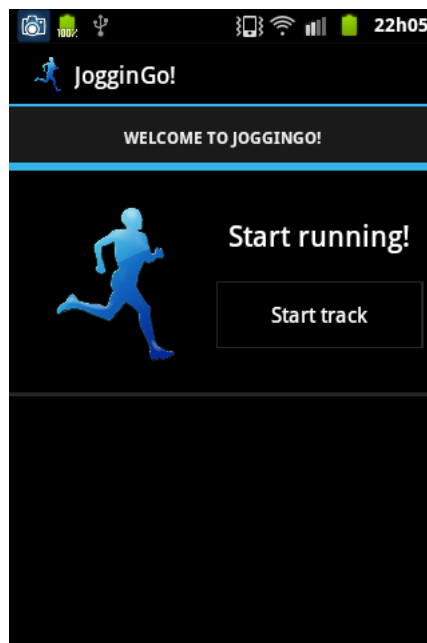 100%
22h05
JogginGo!
WELCOME TO JOGGINGO!
Start running!
Start track